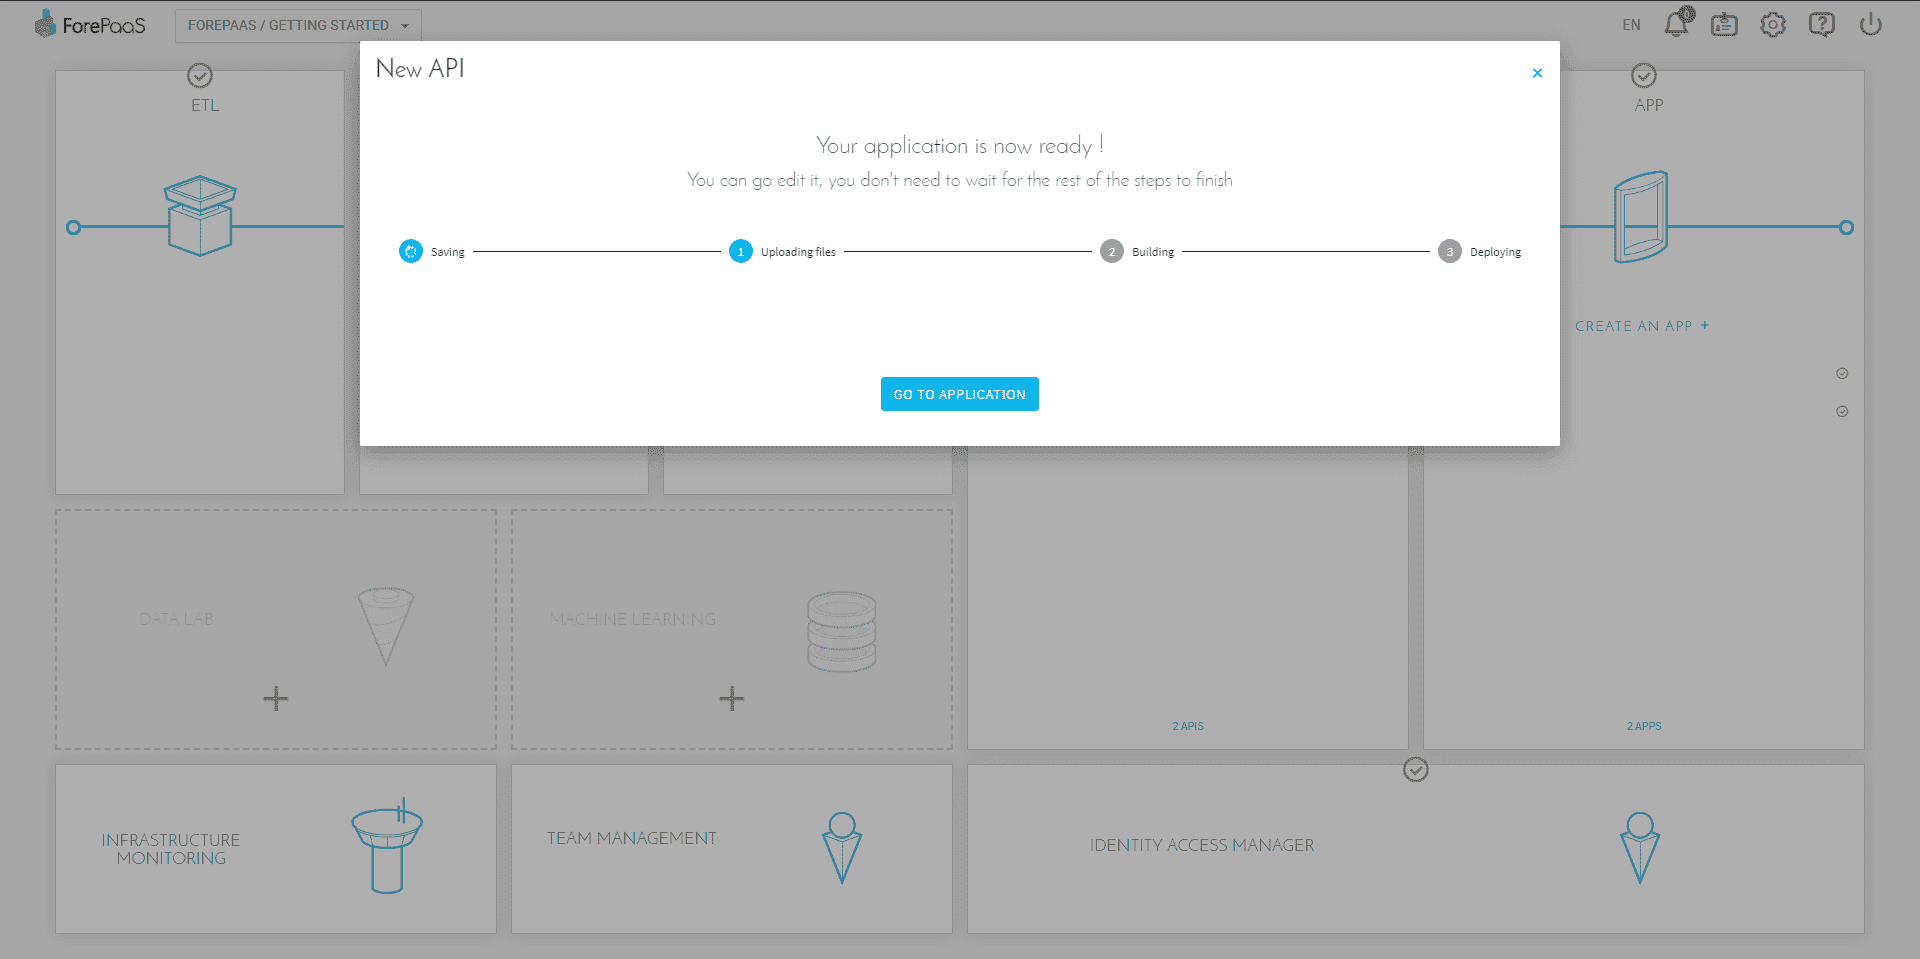 ForePaaS
FOREPAAS / GETTING STARTED
EN
0
New API
×
Your application is now ready !
You can go edit it, you don't need to wait for the rest of the steps to finish
Saving
1 Uploading files
2 Building
3 Deploying
GO TO APPLICATION
ETL
APP
CREATE AN APP +
DATA LAB
MACHINE LEARNING
2 APIS
2 APPS
INFRASTRUCTURE
MONITORING
TEAM MANAGEMENT
IDENTITY ACCESS MANAGER